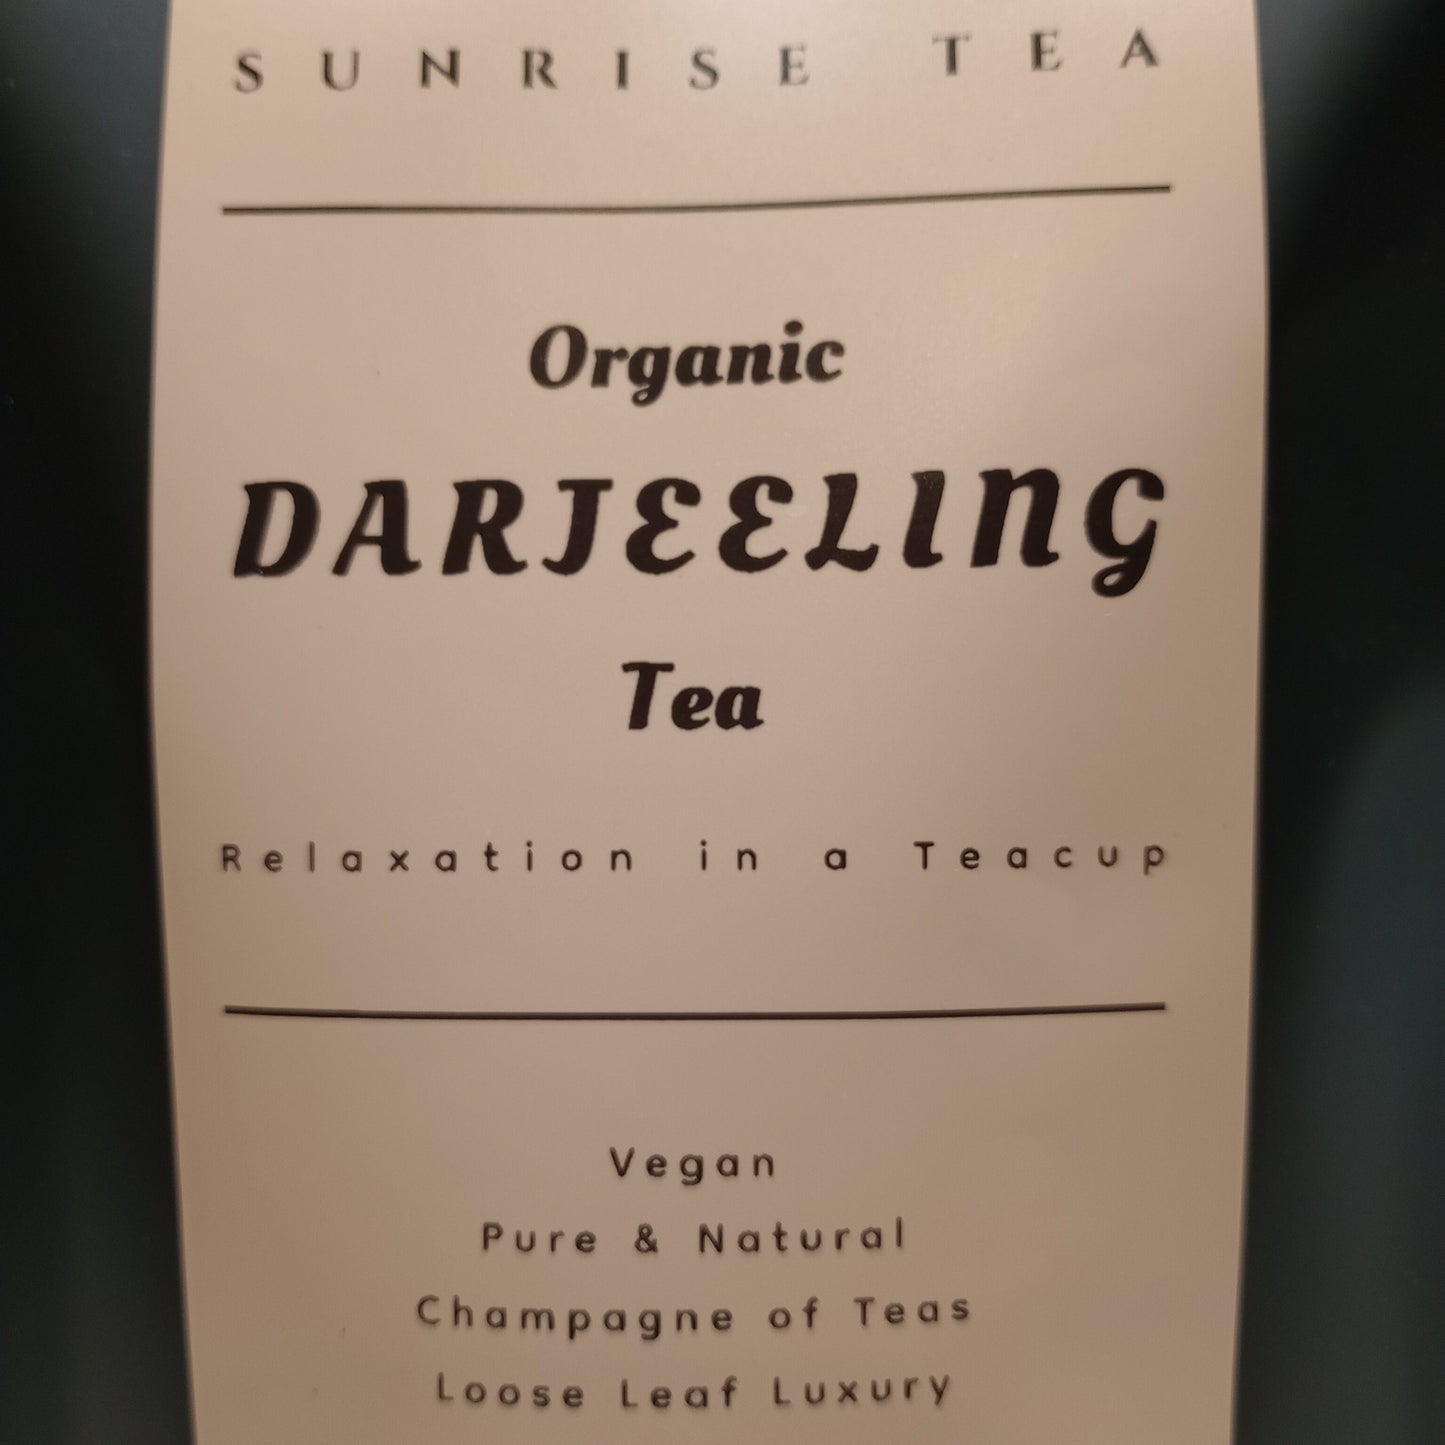 SUNRISE TEA
Organic
DARJEELING
Tea
Relaxation in a Teacup
Vegan
Pure & Natural
Champagne of Teas
Loose Leaf Luxury